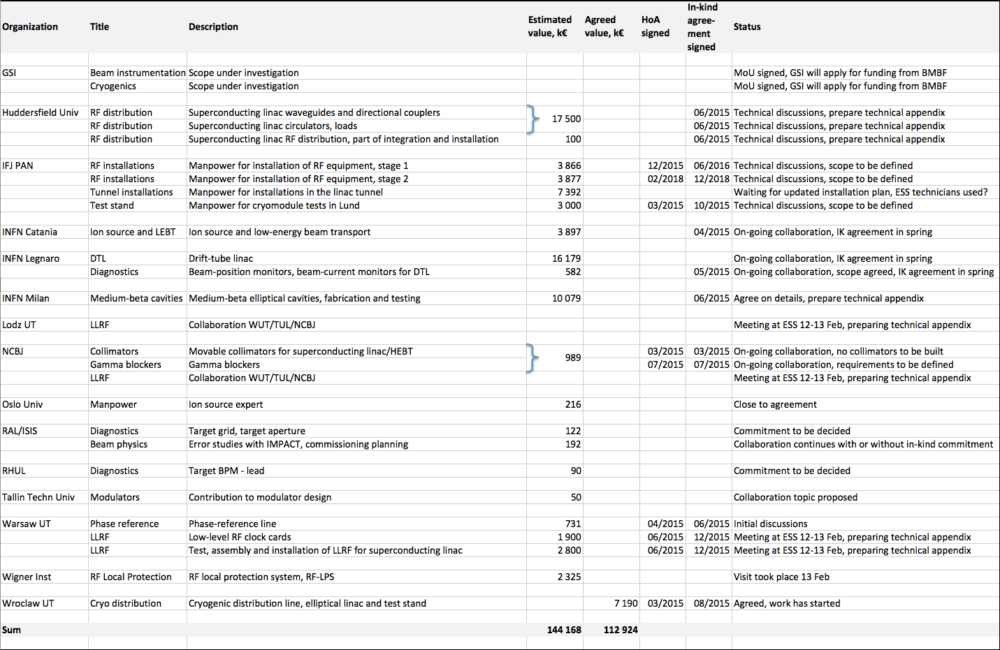 Organization Title Description Estimated value, k€ Agreed value, k€ HoA signed In-kind agree-ment signed Status
GSI Beam instrumentation Scope under investigation MoU signed, GSI will apply for funding from BMBF
Cryogenics Scope under investigation MoU signed, GSI will apply for funding from BMBF
Huddersfield Univ RF distribution Superconducting linac waveguides and directional couplers 17 500 06/2015 Technical discussions, prepare technical appendix
RF distribution Superconducting linac circulators, loads 06/2015 Technical discussions, prepare technical appendix
RF distribution Superconducting linac RF distribution, part of integration and installation 100 06/2015 Technical discussions, prepare technical appendix
IFJ PAN RF installations Manpower for installation of RF equipment, stage 1 3 866 12/2015 06/2016 Technical discussions, scope to be defined
RF installations Manpower for installation of RF equipment, stage 2 3 877 02/2018 12/2018 Technical discussions, scope to be defined
Tunnel installations Manpower for installations in the linac tunnel 7 392 Waiting for updated installation plan, ESS technicians used?
Test stand Manpower for cryomodule tests in Lund 3 000 03/2015 10/2015 Technical discussions, scope to be defined
INFN Catania Ion source and LEBT Ion source and low-energy beam transport 3 897 04/2015 On-going collaboration, IK agreement in spring
INFN Legnaro DTL Drift-tube linac 16 179 On-going collaboration, IK agreement in spring
Diagnostics Beam-position monitors, beam-current monitors for DTL 582 05/2015 On-going collaboration, scope agreed, IK agreement in spring
INFN Milan Medium-beta cavities Medium-beta elliptical cavities, fabrication and testing 10 079 06/2015 Agree on details, prepare technical appendix
Lodz UT LLRF Collaboration WUT/TUL/NCBJ Meeting at ESS 12-13 Feb, preparing technical appendix
NCBJ Collimators Movable collimators for superconducting linac/HEBT 989 03/2015 03/2015 On-going collaboration, no collimators to be built
Gamma blockers Gamma blockers 07/2015 07/2015 On-going collaboration, requirements to be defined
LLRF Collaboration WUT/TUL/NCBJ Meeting at ESS 12-13 Feb, preparing technical appendix
Oslo Univ Manpower Ion source expert 216 Close to agreement
RAL/ISIS Diagnostics Target grid, target aperture 122 Commitment to be decided
Beam physics Error studies with IMPACT, commissioning planning 192 Collaboration continues with or without in-kind commitment
RHUL Diagnostics Target BPM - lead 90 Commitment to be decided
Tallin Techn Univ Modulators Contribution to modulator design 50 Collaboration topic proposed
Warsaw UT Phase reference Phase-reference line 731 04/2015 06/2015 Initial discussions
LLRF Low-level RF clock cards 1 900 06/2015 12/2015 Meeting at ESS 12-13 Feb, preparing technical appendix
LLRF Test, assembly and installation of LLRF for superconducting linac 2 800 06/2015 12/2015 Meeting at ESS 12-13 Feb, preparing technical appendix
Wigner Inst RF Local Protection RF local protection system, RF-LPS 2 325 Visit took place 13 Feb
Wroclaw UT Cryo distribution Cryogenic distribution line, elliptical linac and test stand 7 190 03/2015 08/2015 Agreed, work has started
Sum 144 168 112 924